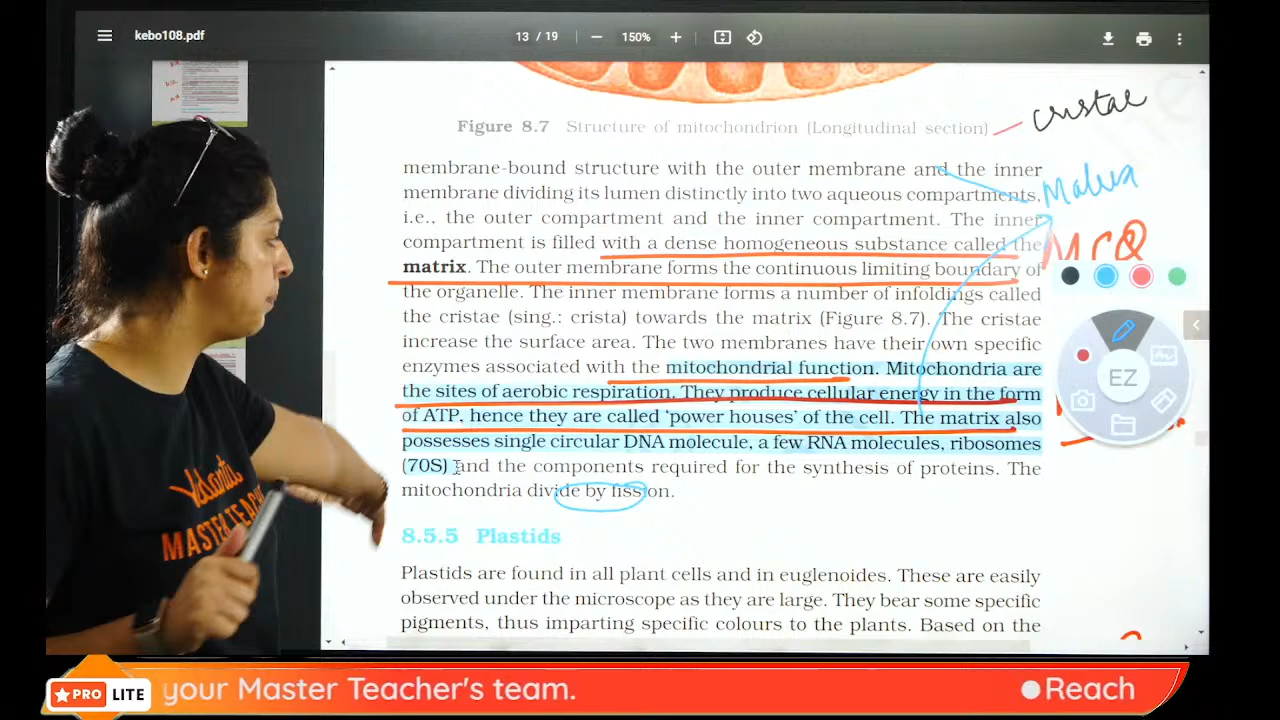 kebo108.pdf
13 / 19
150%
Figure 8.7 Structure of mitochondrion (Longitudinal section)
cristae
membrane-bound structure with the outer membrane and the inner
membrane dividing its lumen distinctly into two aqueous compartments,
i.e., the outer compartment and the inner compartment. The inner
compartment is filled with a dense homogeneous substance called the
matrix. The outer membrane forms the continuous limiting boundary of
the organelle. The inner membrane forms a number of infoldings called
the cristae (sing.: crista) towards the matrix (Figure 8.7). The cristae
increase the surface area. The two membranes have their own specific
enzymes associated with the mitochondrial function. Mitochondria are
the sites of aerobic respiration. They produce cellular energy in the form
of ATP, hence they are called 'power houses' of the cell. The matrix also
possesses single circular DNA molecule, a few RNA molecules, ribosomes
(70S) and the components required for the synthesis of proteins. The
mitochondria divide by fission.
Matrix
MCQ
EZ
8.5.5 Plastids
Plastids are found in all plant cells and in euglenoides. These are easily
observed under the microscope as they are large. They bear some specific
pigments, thus imparting specific colours to the plants. Based on the
Vedantu
MASTER TEACHER
PRO LITE
your Master Teacher's team.
Reach